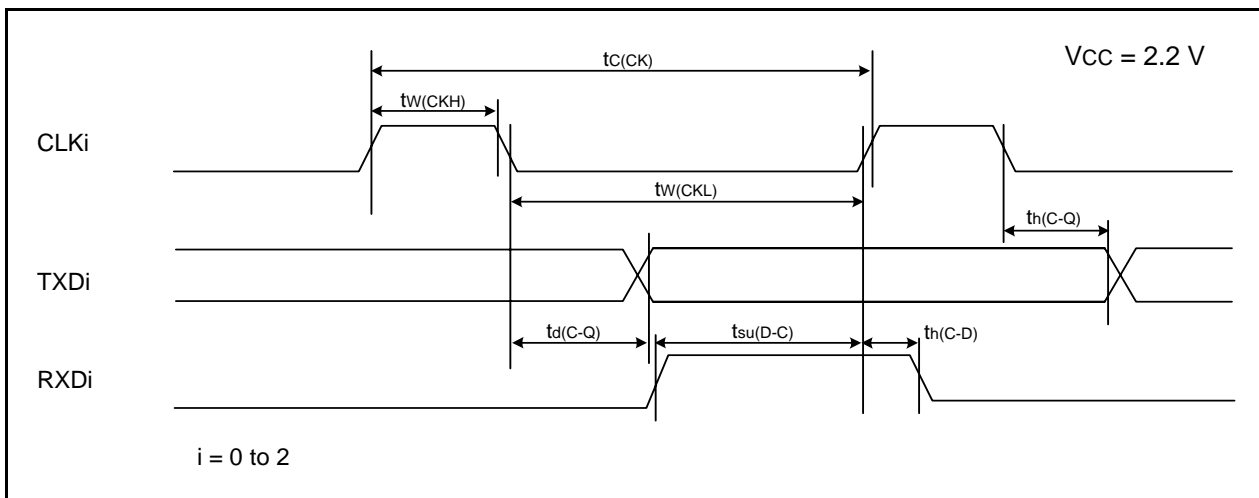 tC(CK)
VCC = 2.2 V
tW(CKH)
CLKi
tW(CKL)
th(C-Q)
TXDi
td(C-Q)
tsu(D-C)
th(C-D)
RXDi
i = 0 to 2